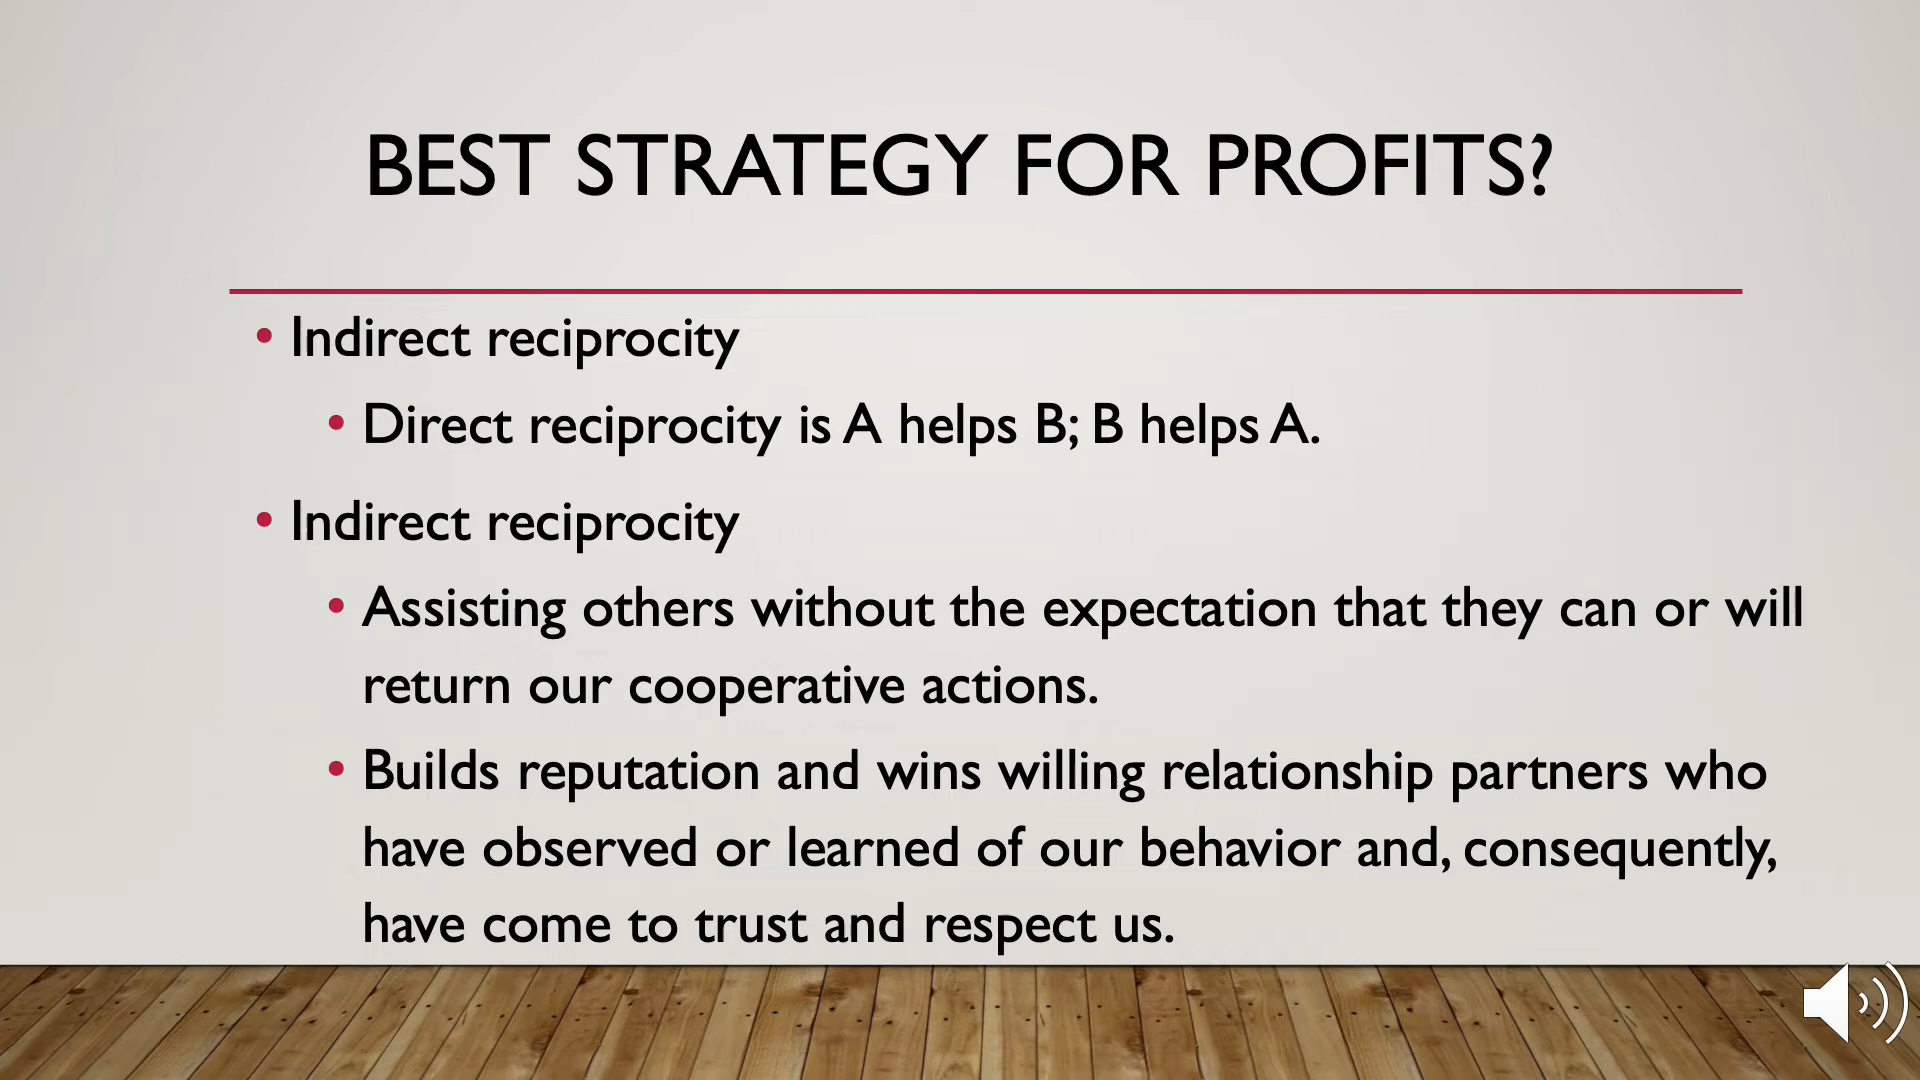 BEST STRATEGY FOR PROFITS?
• Indirect reciprocity
• Direct reciprocity is A helps B; B helps A.
• Indirect reciprocity
• Assisting others without the expectation that they can or will
return our cooperative actions.
• Builds reputation and wins willing relationship partners who
have observed or learned of our behavior and, consequently,
have come to trust and respect us.